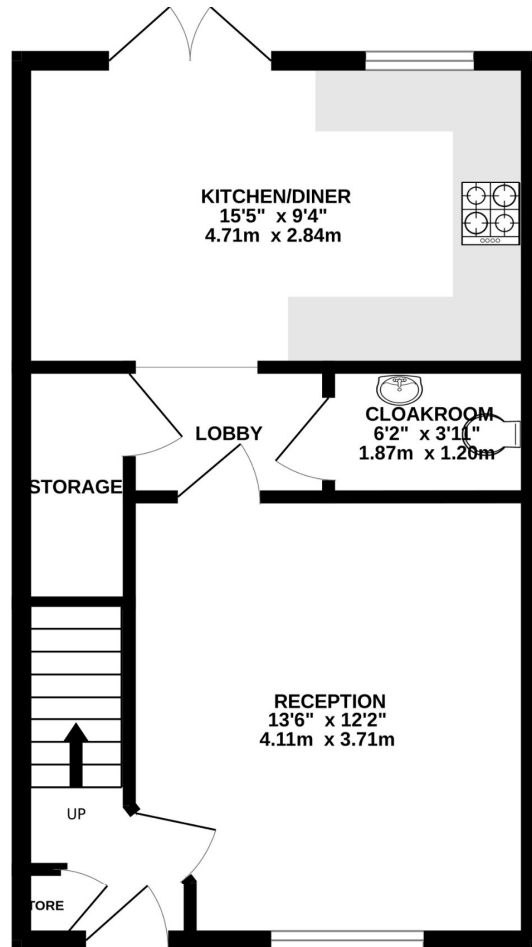 KITCHEN/DINER
15'5" x 9'4"
4.71m x 2.84m
LOBBY
CLOAKROOM
6'2" x 3'11"
1.87m x 1.20m
STORAGE
RECEPTION
13'6" x 12'2"
4.11m x 3.71m
UP
TORE